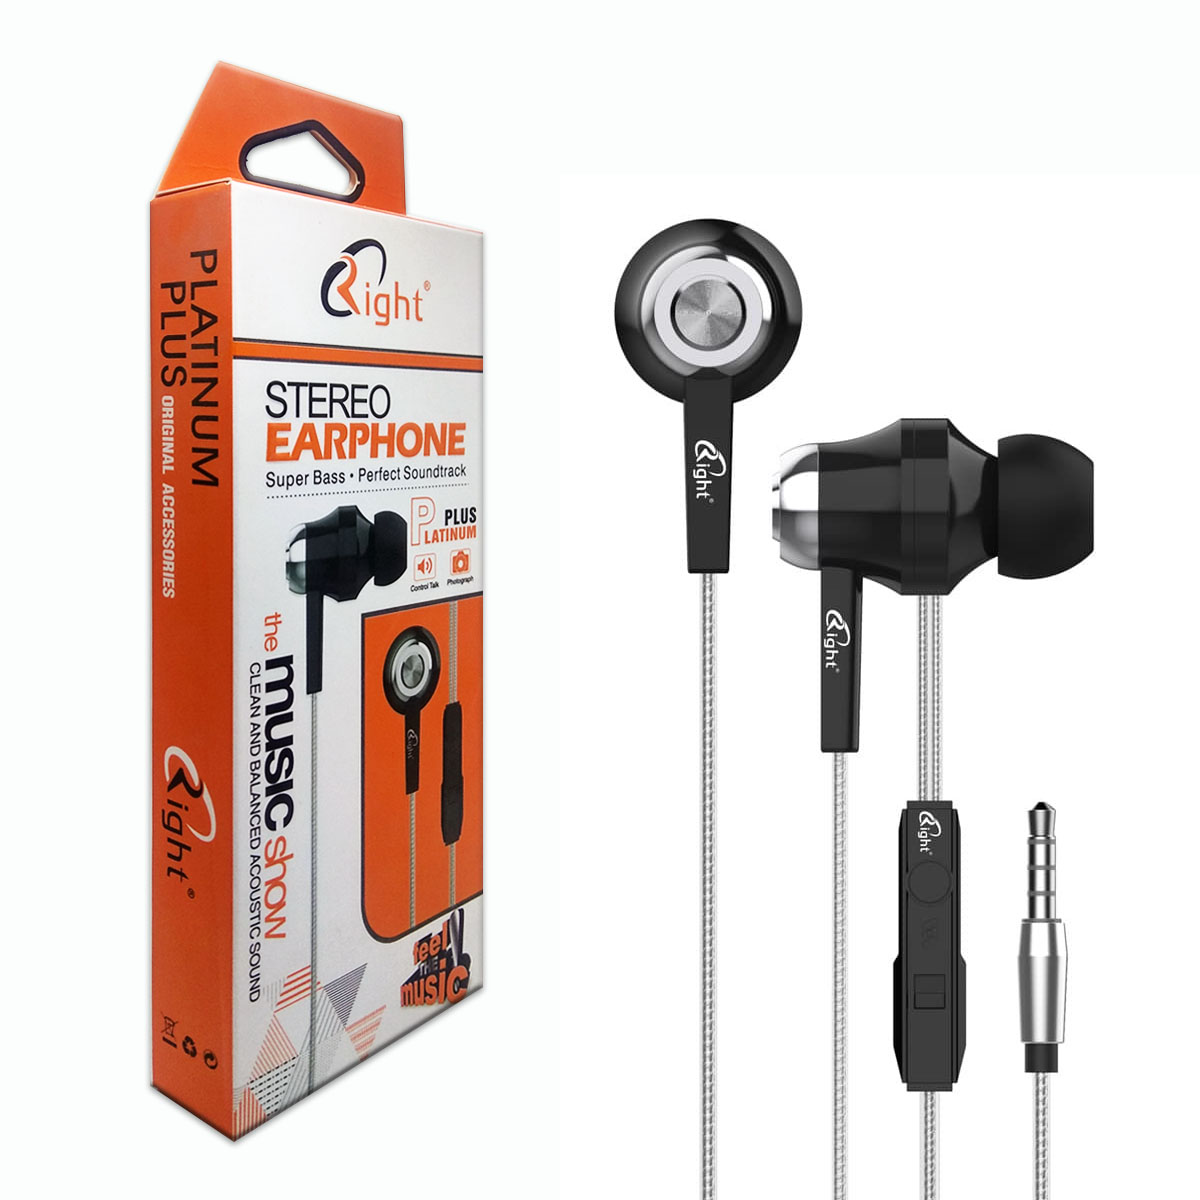 Right®
STEREO
EARPHONE
Super Bass • Perfect Soundtrack
PLUS
PLATINUM
Control Talk
Photograph
the music show
CLEAN AND BALANCED ACOUSTIC SOUND
Right
feel
THE
music
PLATINUM
PLUS
ORIGINAL ACCESSORIES
Right®
Right®
Right®
Right®